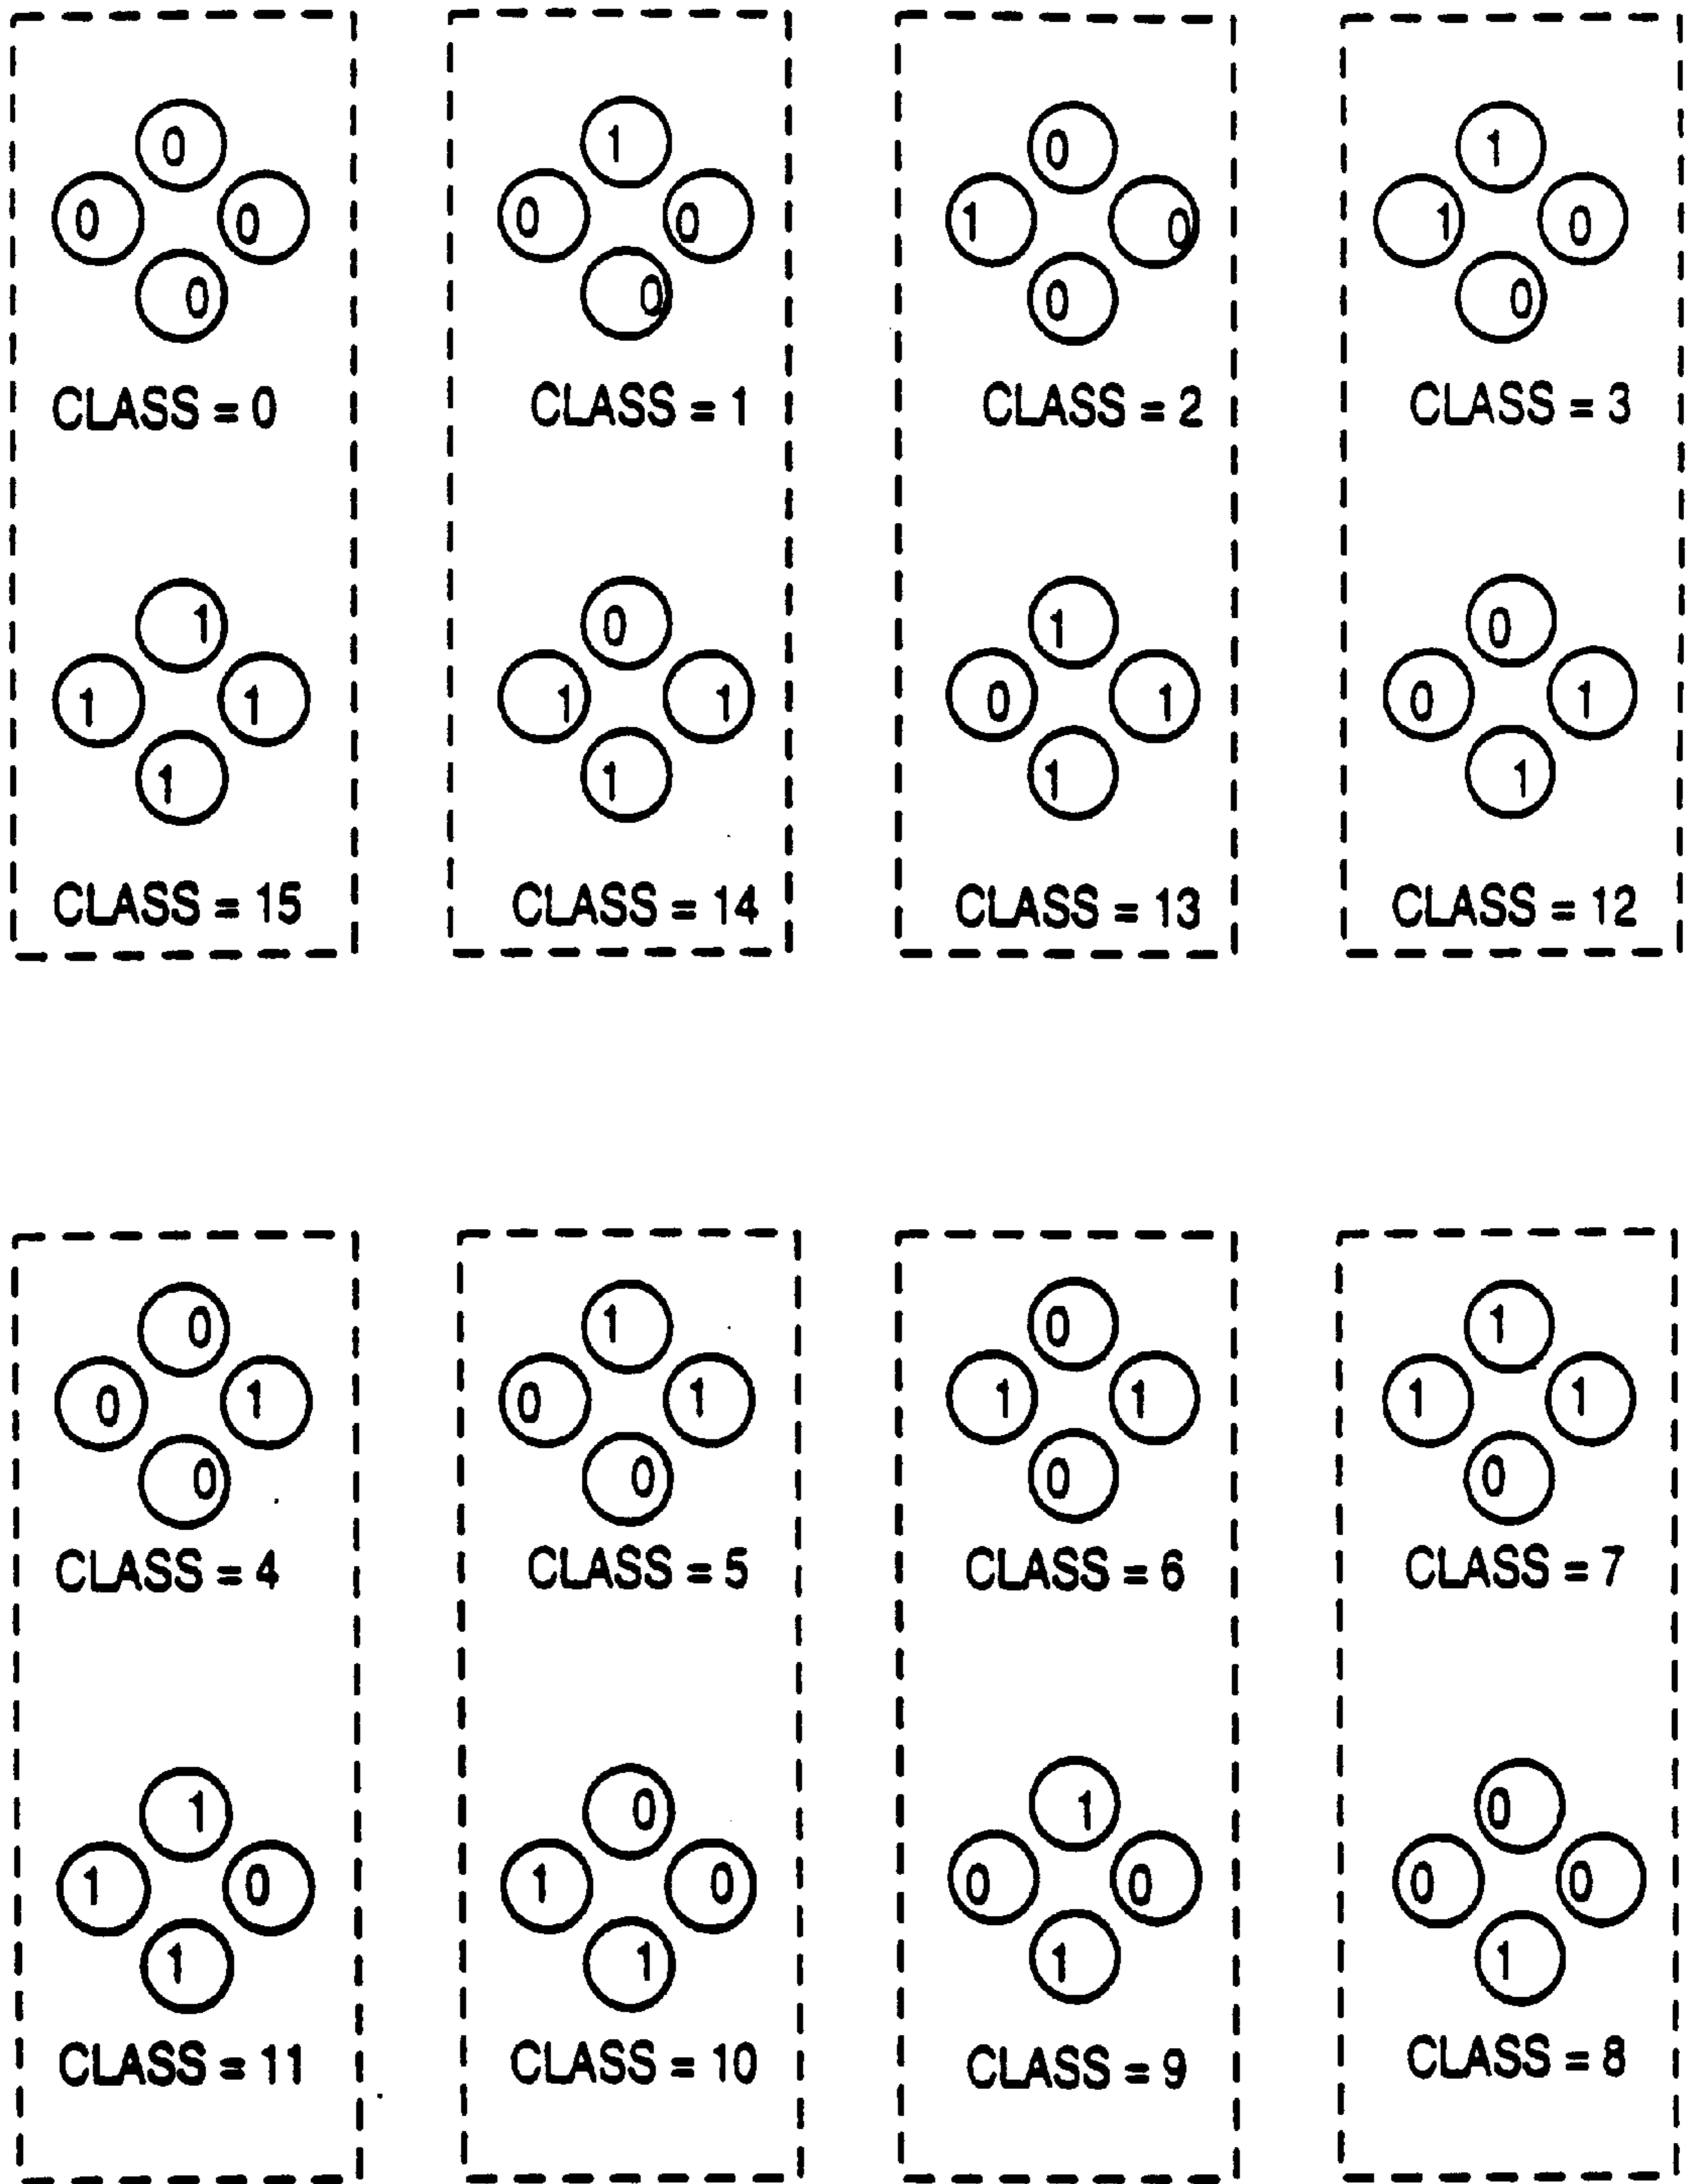 0 1 0 1
0 0 0 0 1 0 1 0
0 0 0 0
CLASS = 0 CLASS = 1 CLASS = 2 CLASS = 3
1 0 1 0
1 1 1 1 0 1 0 1
1 1 1 1
CLASS = 15 CLASS = 14 CLASS = 13 CLASS = 12
0 1 0 1
0 1 0 1 1 1 1 1
0 0 0 0
CLASS = 4 CLASS = 5 CLASS = 6 CLASS = 7
1 0 1 0
1 0 1 0 0 0 0 0
1 1 1 1
CLASS = 11 CLASS = 10 CLASS = 9 CLASS = 8